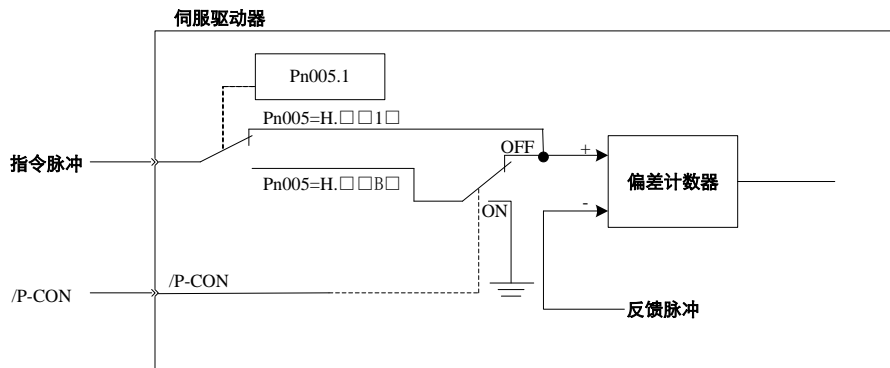 伺服驱动器
Pn005.1
Pn005=H.□□1□
指令脉冲
OFF
+
偏差计数器
Pn005=H.□□B□
-
ON
/P-CON
/P-CON
反馈脉冲